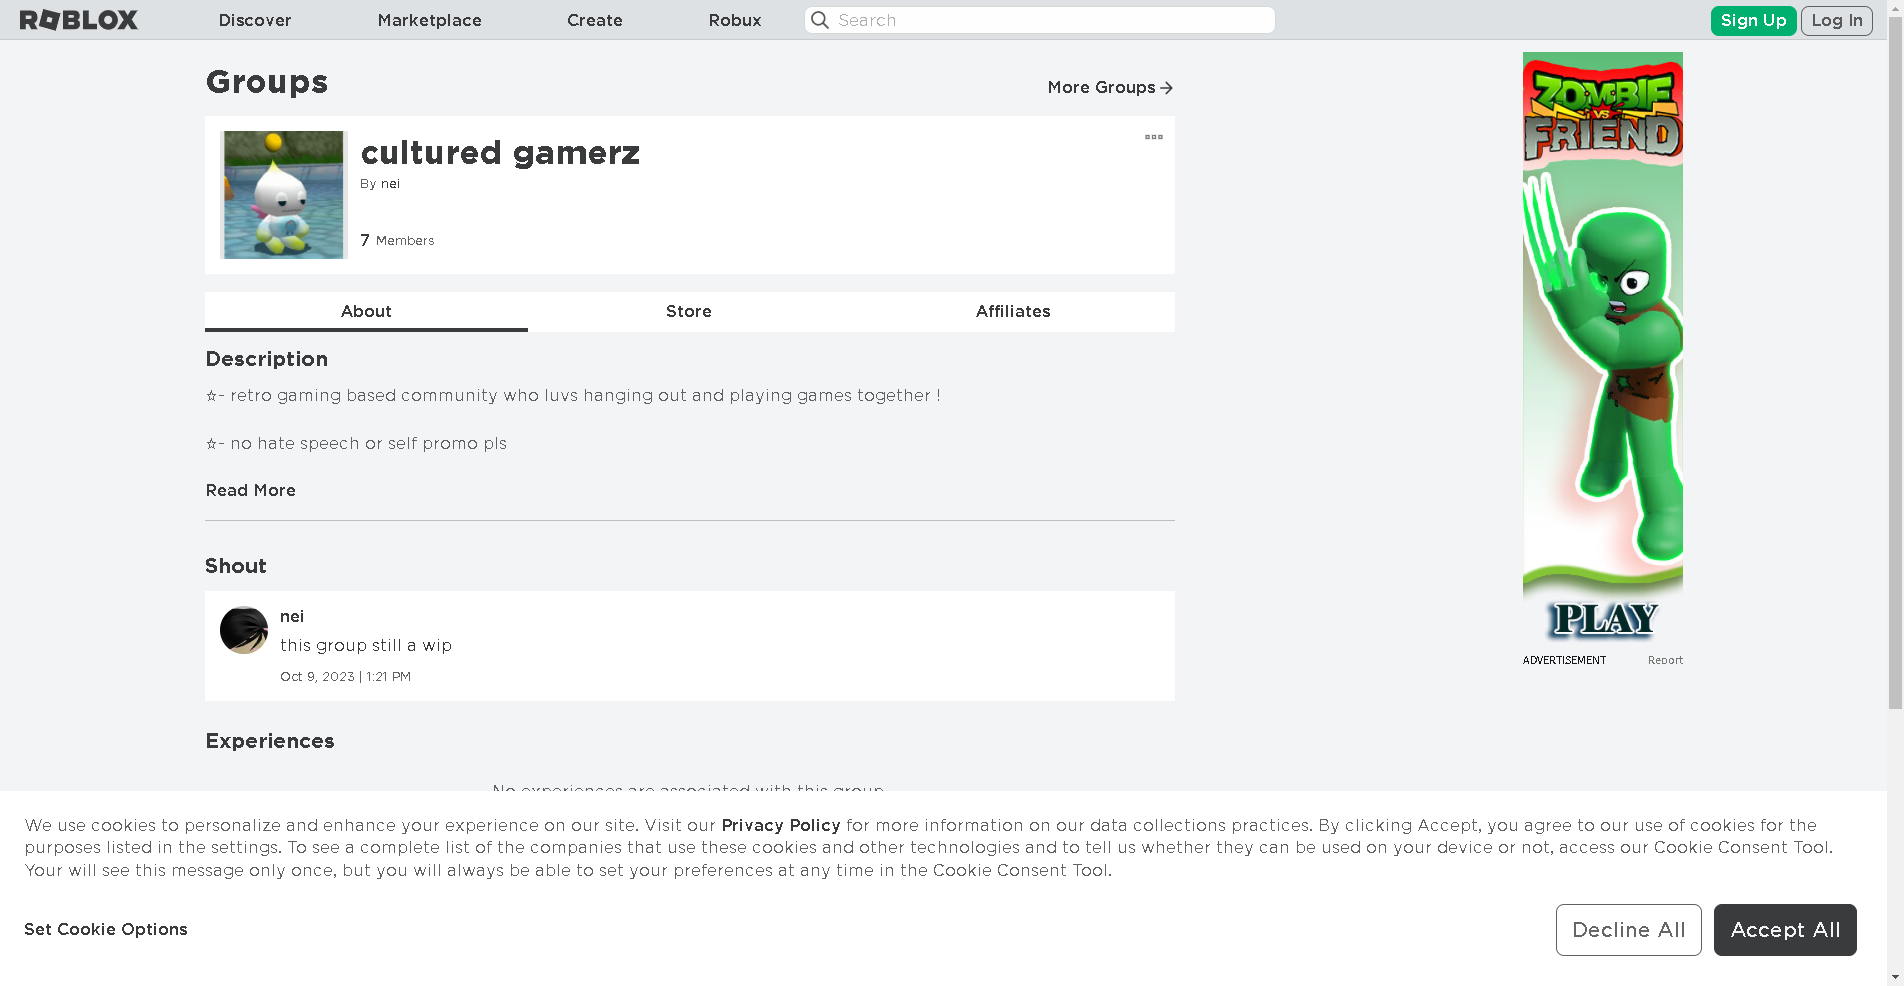 ROBLOX
Discover
Marketplace
Create
Robux
Search
Sign Up
Log In
Groups
More Groups
cultured gamerz
By nei
7 Members
About
Store
Affiliates
Description
☆- retro gaming based community who luvs hanging out and playing games together !
☆- no hate speech or self promo pls
Read More
Shout
nei
this group still a wip
Oct 9, 2023 | 1:21 PM
Experiences
No experiences are associated with this group
ZOMBIE
VS
FRIEND
PLAY
ADVERTISEMENT
Report
We use cookies to personalize and enhance your experience on our site. Visit our Privacy Policy for more information on our data collections practices. By clicking Accept, you agree to our use of cookies for the
purposes listed in the settings. To see a complete list of the companies that use these cookies and other technologies and to tell us whether they can be used on your device or not, access our Cookie Consent Tool.
Your will see this message only once, but you will always be able to set your preferences at any time in the Cookie Consent Tool.
Set Cookie Options
Decline All
Accept All